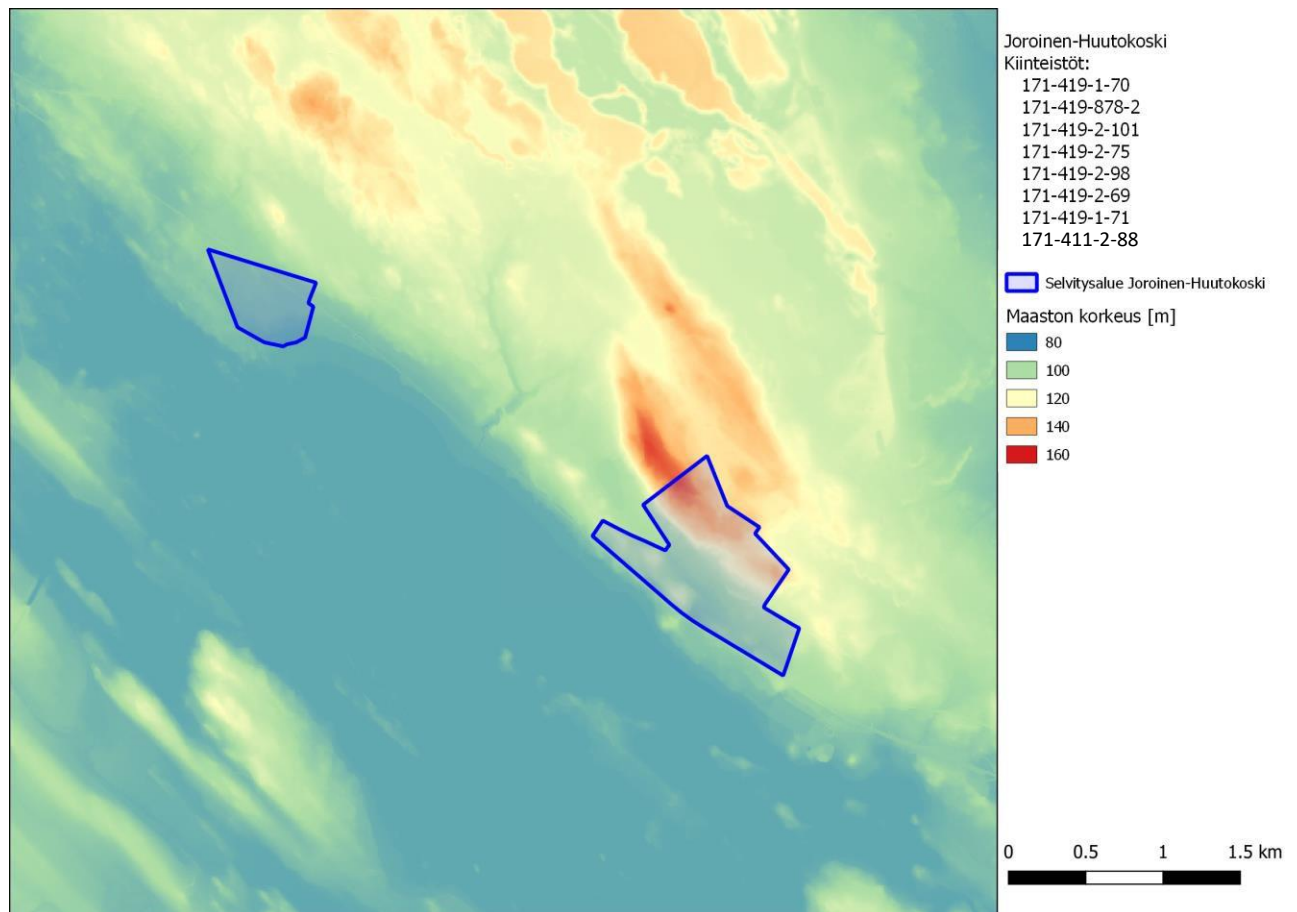 Joroinen-Huutokoski
Kiinteistöt:
171-419-1-70
171-419-878-2
171-419-2-101
171-419-2-75
171-419-2-98
171-419-2-69
171-419-1-71
171-411-2-88
Selvitysalue Joroinen-Huutokoski
Maaston korkeus [m]
80
100
120
140
160
0 0.5 1 1.5 km